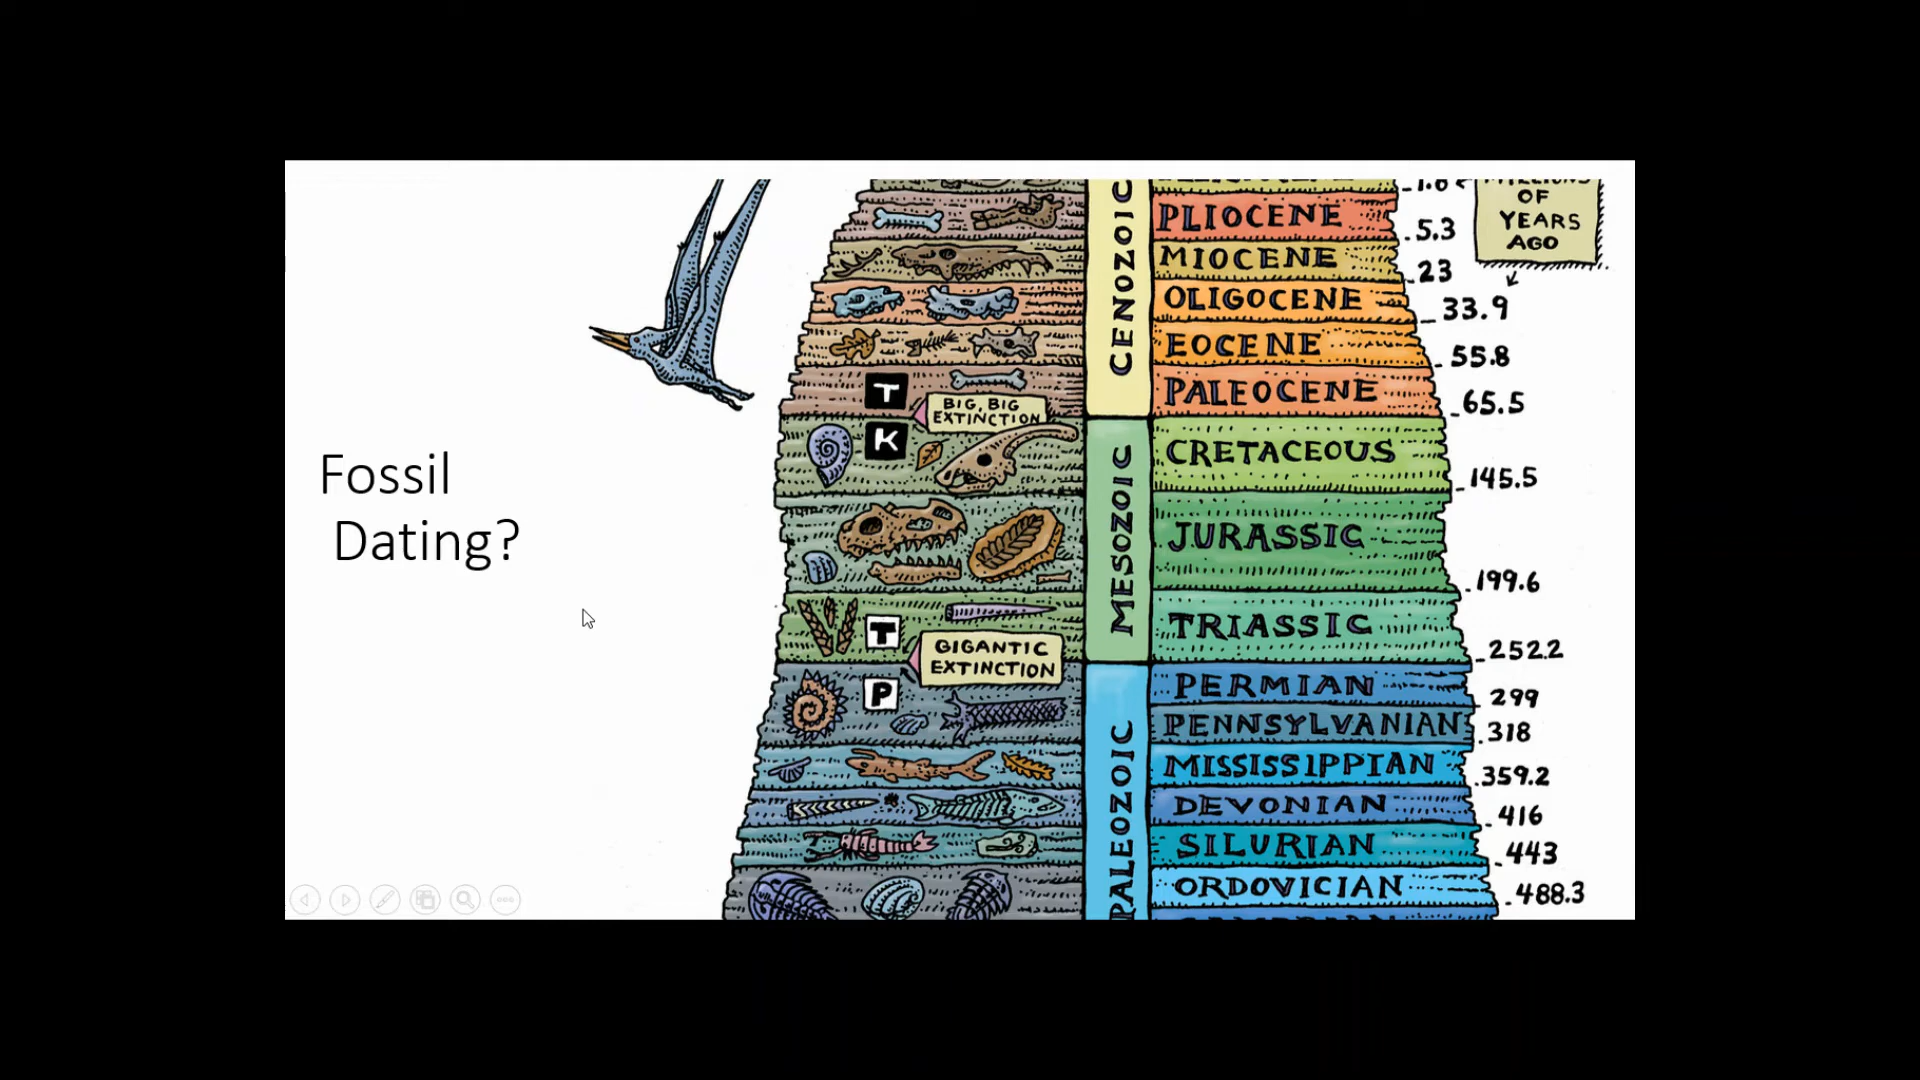 Fossil
Dating?
CENOZOIC
MESOZOIC
PALEOZOIC
PLIOCENE
MIOCENE
OLIGOCENE
EOCENE
PALEOCENE
CRETACEOUS
JURASSIC
TRIASSIC
PERMIAN
PENNSYLVANIAN
MISSISSIPPIAN
DEVONIAN
SILURIAN
ORDOVICIAN
T
BIG, BIG
EXTINCTION
K
T
GIGANTIC
EXTINCTION
P
OF
YEARS
AGO
1.8
5.3
23
33.9
55.8
65.5
145.5
199.6
252.2
299
318
359.2
416
443
488.3